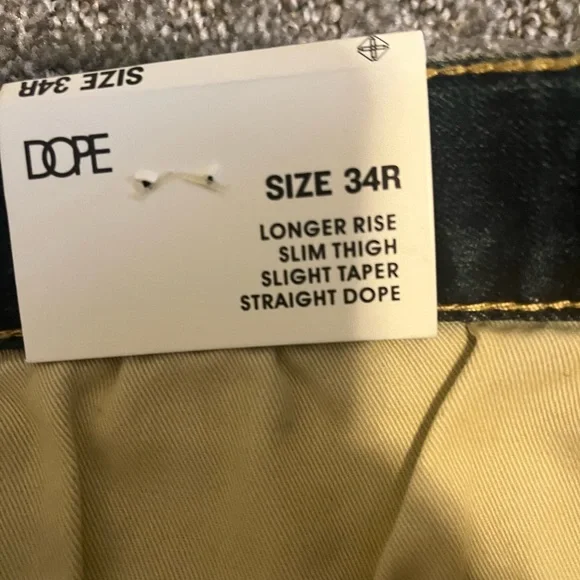 SIZE 34R
DOPE
SIZE 34R
LONGER RISE
SLIM THIGH
SLIGHT TAPER
STRAIGHT DOPE